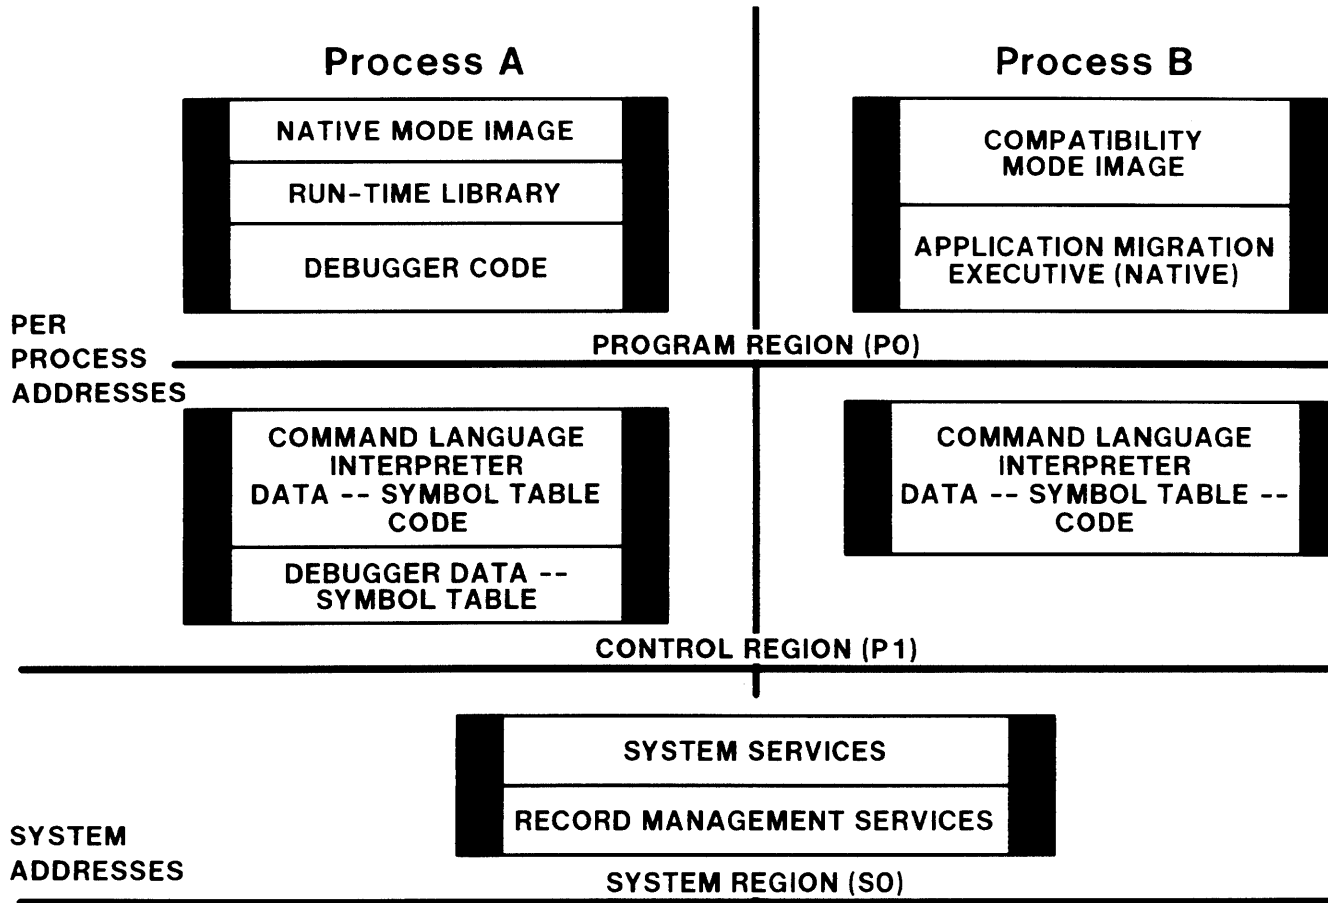 Process A
Process B
NATIVE MODE IMAGE
RUN-TIME LIBRARY
DEBUGGER CODE
COMPATIBILITY
MODE IMAGE
APPLICATION MIGRATION
EXECUTIVE (NATIVE)
PER
PROCESS
ADDRESSES
PROGRAM REGION (P0)
COMMAND LANGUAGE
INTERPRETER
DATA -- SYMBOL TABLE
CODE
DEBUGGER DATA --
SYMBOL TABLE
COMMAND LANGUAGE
INTERPRETER
DATA -- SYMBOL TABLE --
CODE
CONTROL REGION (P1)
SYSTEM SERVICES
RECORD MANAGEMENT SERVICES
SYSTEM
ADDRESSES
SYSTEM REGION (S0)